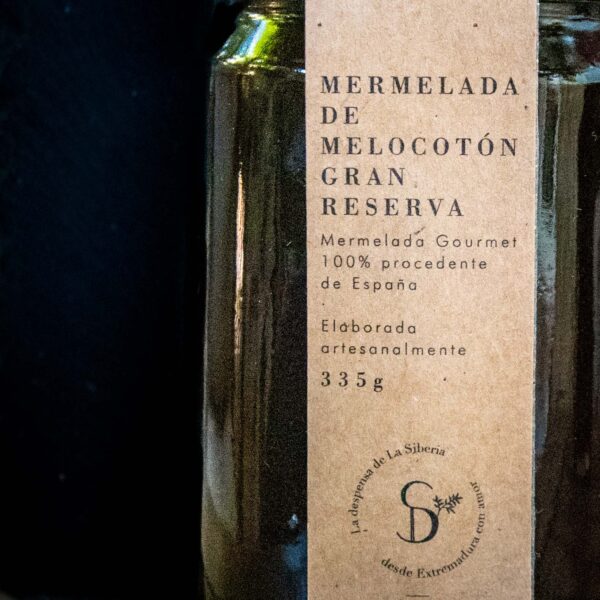 MERMELADA
DE
MELOCOTÓN
GRAN
RESERVA
Mermelada Gourmet
100% procedente
de España
Elaborada
artesanalmente
335g
La despensa de La Siberia
desde Extremadura con amor
SD